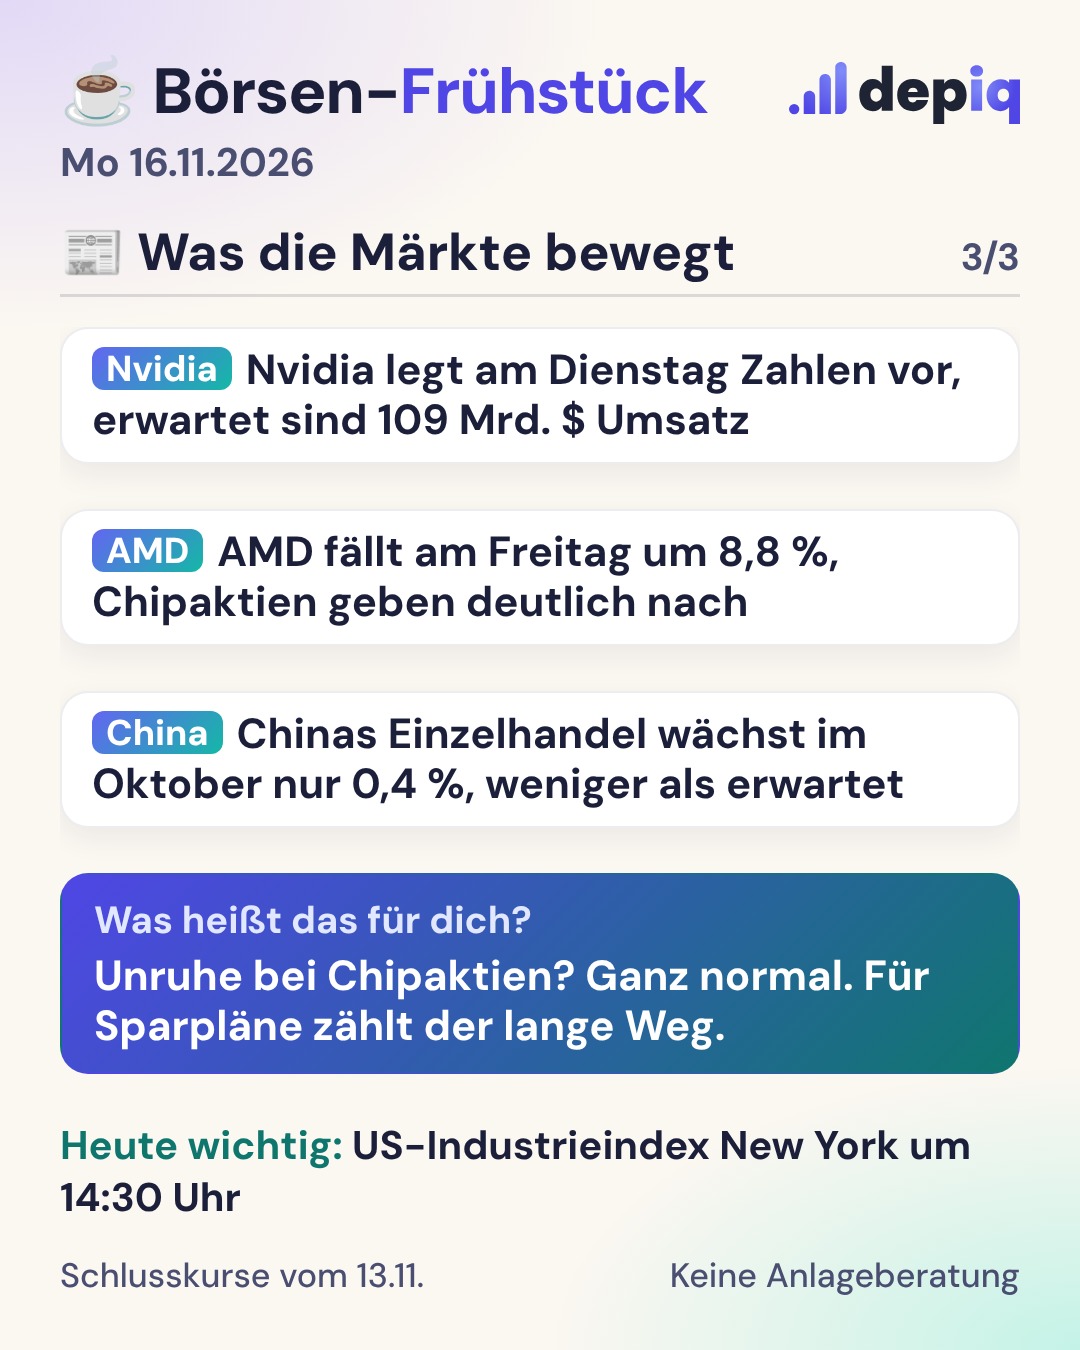 Börsen-Frühstück
depiq
Mo 16.11.2026
Was die Märkte bewegt
3/3
Nvidia Nvidia legt am Dienstag Zahlen vor,
erwartet sind 109 Mrd. $ Umsatz
AMD AMD fällt am Freitag um 8,8 %,
Chipaktien geben deutlich nach
China Chinas Einzelhandel wächst im
Oktober nur 0,4 %, weniger als erwartet
Was heißt das für dich?
Unruhe bei Chipaktien? Ganz normal. Für
Sparpläne zählt der lange Weg.
Heute wichtig: US-Industrieindex New York um
14:30 Uhr
Schlusskurse vom 13.11.
Keine Anlageberatung